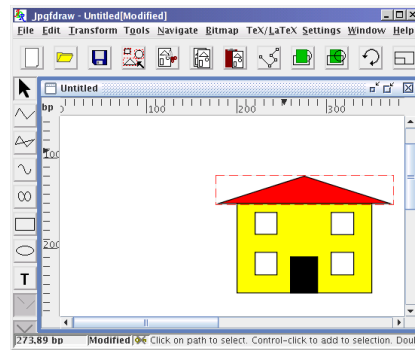 Jpgfdraw - Untitled[Modified]
File Edit Transform Tools Navigate Bitmap TeX/LaTeX Settings Window Help
Untitled
bp 100 200 300
100
200
T
273.89 bp Modified Click on path to select. Control-click to add to selection. Dou